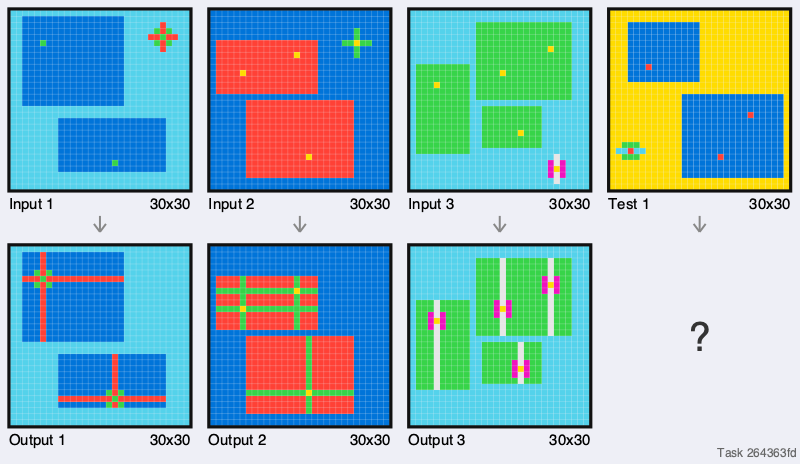 Input 1 30x30
Input 2 30x30
Input 3 30x30
Test 1 30x30
?
Output 1 30x30
Output 2 30x30
Output 3 30x30
Task 264363fd